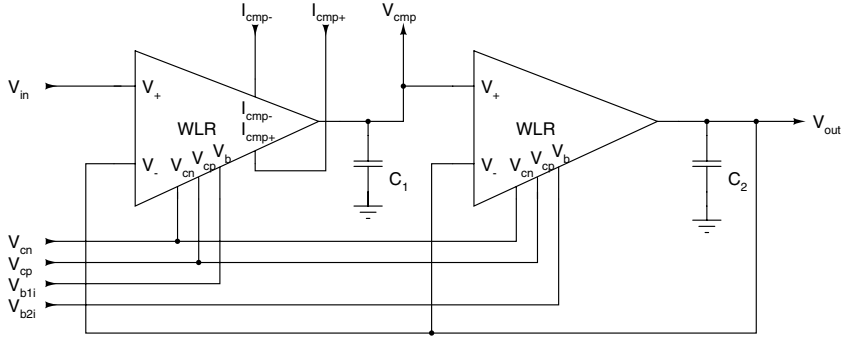 I_cmp-
I_cmp+
V_cmp
V_in
V_+
I_cmp-
WLR
I_cmp+
V_-
V_cn
V_cp
V_b
C_1
V_+
WLR
V_-
V_cn
V_cp
V_b
C_2
V_out
V_cn
V_cp
V_b1i
V_b2i